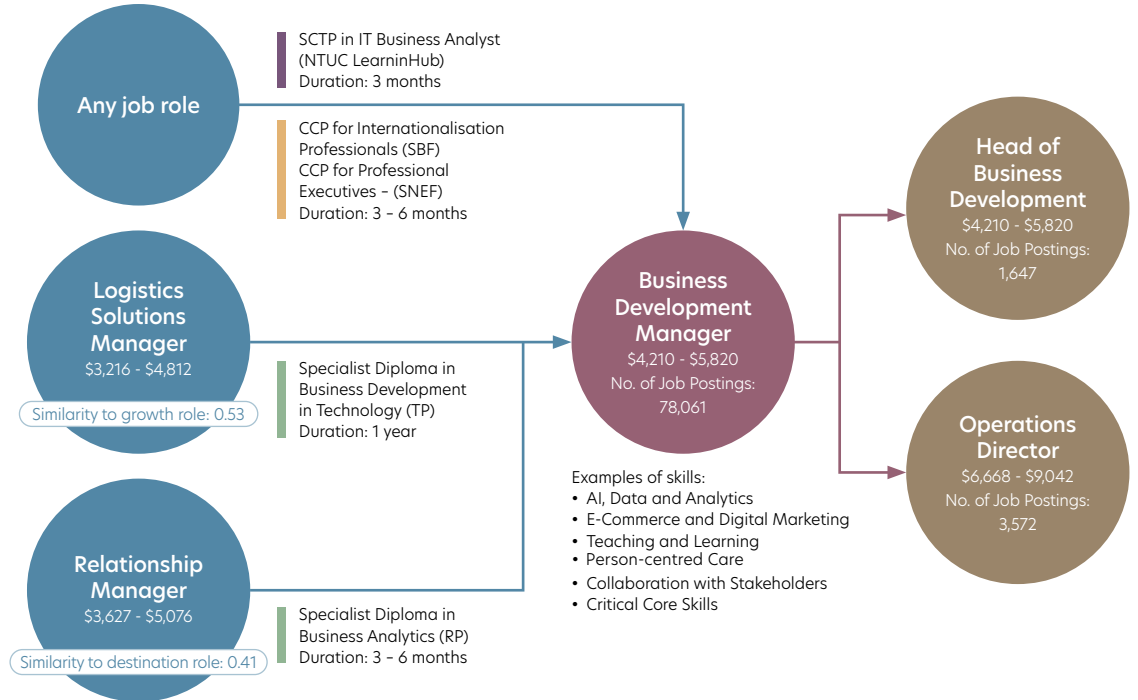 Any job role
SCTP in IT Business Analyst
(NTUC LearninHub)
Duration: 3 months
CCP for Internationalisation
Professionals (SBF)
CCP for Professional
Executives – (SNEF)
Duration: 3 – 6 months
Logistics
Solutions
Manager
$3,216 - $4,812
Similarity to growth role: 0.53
Specialist Diploma in
Business Development
in Technology (TP)
Duration: 1 year
Relationship
Manager
$3,627 - $5,076
Similarity to destination role: 0.41
Specialist Diploma in
Business Analytics (RP)
Duration: 3 – 6 months
Business
Development
Manager
$4,210 - $5,820
No. of Job Postings:
78,061
Examples of skills:
• AI, Data and Analytics
• E-Commerce and Digital Marketing
• Teaching and Learning
• Person-centred Care
• Collaboration with Stakeholders
• Critical Core Skills
Head of
Business
Development
$4,210 - $5,820
No. of Job Postings:
1,647
Operations
Director
$6,668 - $9,042
No. of Job Postings:
3,572